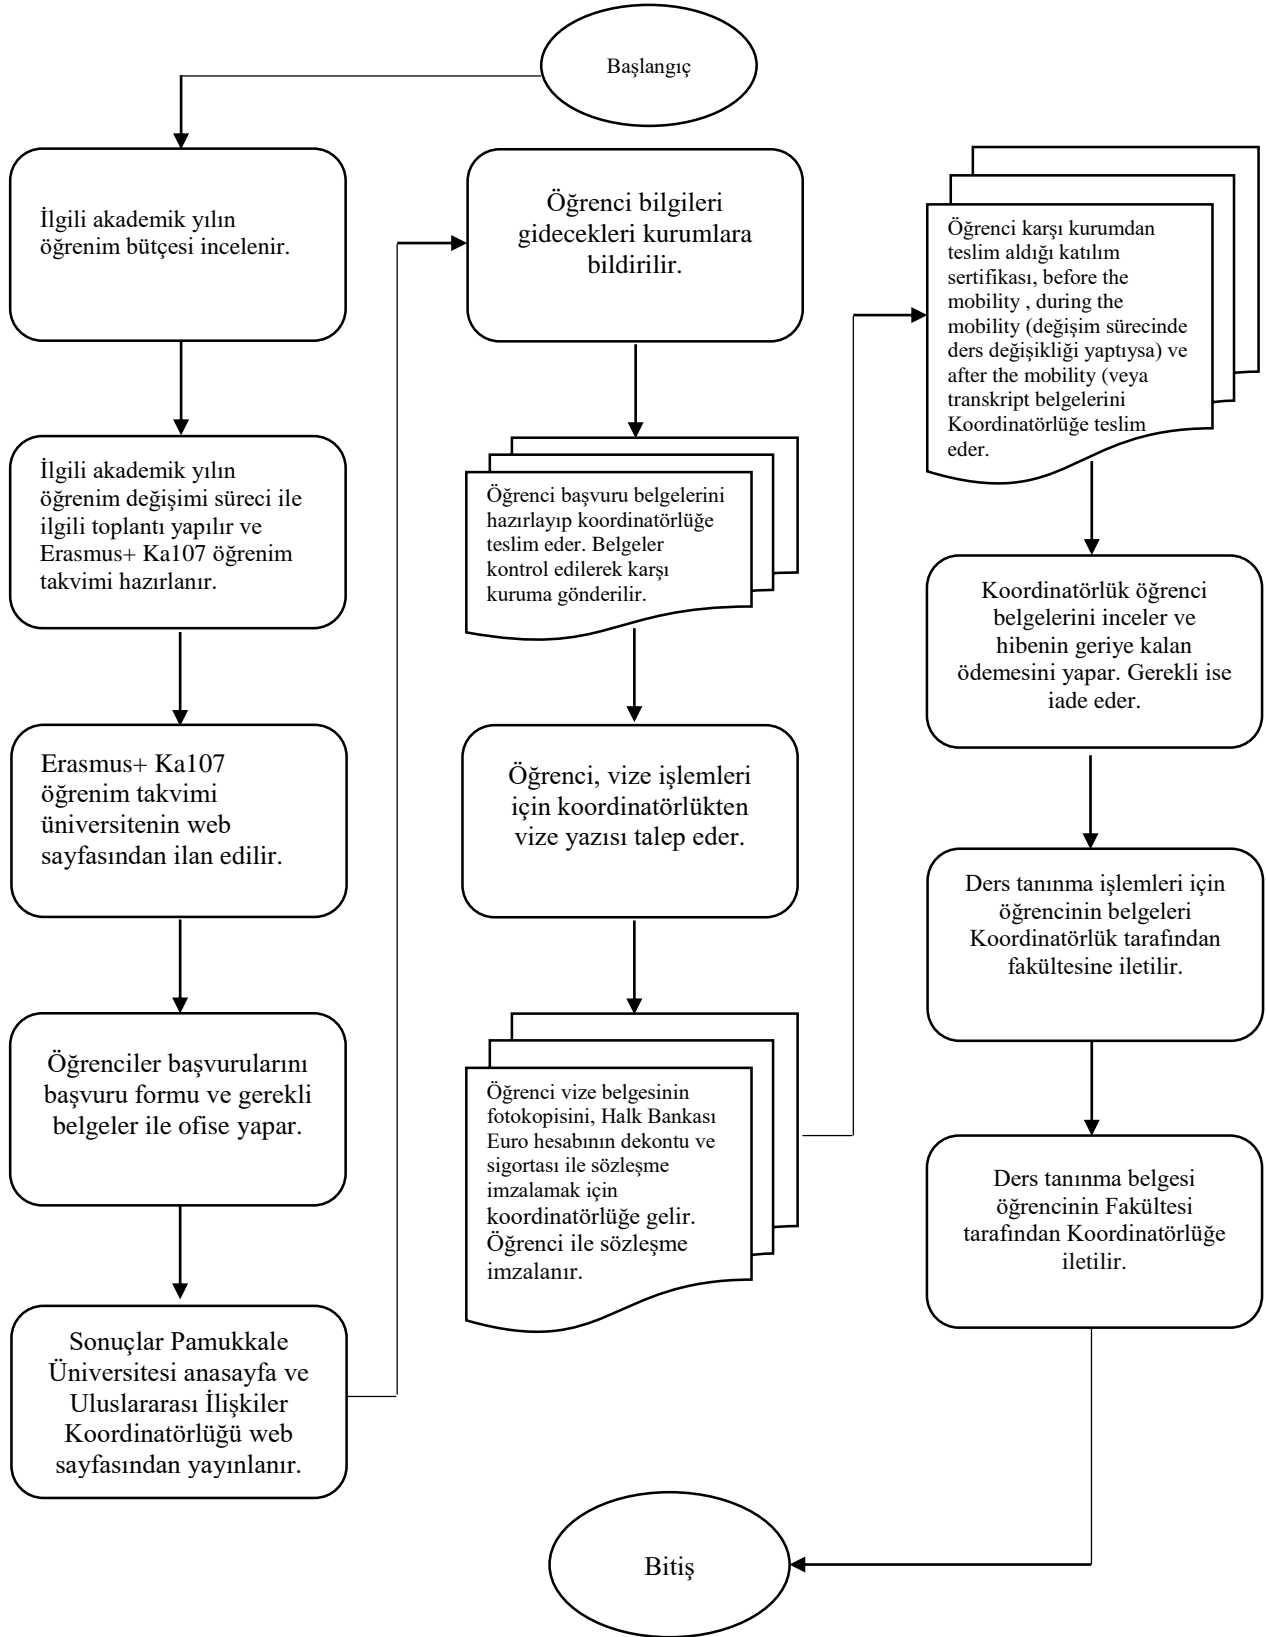 Başlangıç
İlgili akademik yılın
öğrenim bütçesi incelenir.
İlgili akademik yılın
öğrenim değişimi süreci ile
ilgili toplantı yapılır ve
Erasmus+ Ka107 öğrenim
takvimi hazırlanır.
Erasmus+ Ka107
öğrenim takvimi
üniversitenin web
sayfasından ilan edilir.
Öğrenciler başvurularını
başvuru formu ve gerekli
belgeler ile ofise yapar.
Sonuçlar Pamukkale
Üniversitesi anasayfa ve
Uluslararası İlişkiler
Koordinatörlüğü web
sayfasından yayınlanır.
Öğrenci bilgileri
gidecekleri kurumlara
bildirilir.
Öğrenci başvuru belgelerini
hazırlayıp koordinatörlüğe
teslim eder. Belgeler
kontrol edilerek karşı
kuruma gönderilir.
Öğrenci, vize işlemleri
için koordinatörlükten
vize yazısı talep eder.
Öğrenci vize belgesinin
fotokopisini, Halk Bankası
Euro hesabının dekontu ve
sigortası ile sözleşme
imzalamak için
koordinatörlüğe gelir.
Öğrenci ile sözleşme
imzalanır.
Öğrenci karşı kurumdan
teslim aldığı katılım
sertifikası, before the
mobility , during the
mobility (değişim sürecinde
ders değişikliği yaptıysa) ve
after the mobility (veya
transkript belgelerini
Koordinatörlüğe teslim
eder.
Koordinatörlük öğrenci
belgelerini inceler ve
hibenin geriye kalan
ödemesini yapar. Gerekli ise
iade eder.
Ders tanınma işlemleri için
öğrencinin belgeleri
Koordinatörlük tarafından
fakültesine iletilir.
Ders tanınma belgesi
öğrencinin Fakültesi
tarafından Koordinatörlüğe
iletilir.
Bitiş